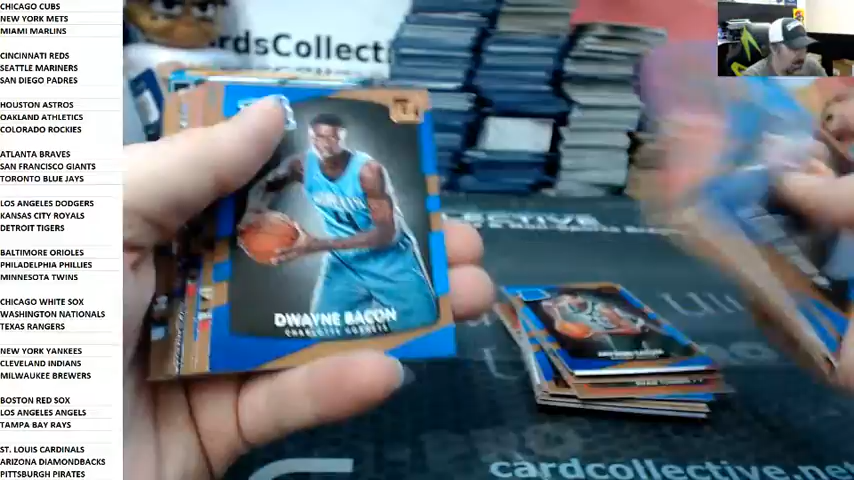 CHICAGO CUBS
NEW YORK METS
MIAMI MARLINS
CINCINNATI REDS
SEATTLE MARINERS
SAN DIEGO PADRES
HOUSTON ASTROS
OAKLAND ATHLETICS
COLORADO ROCKIES
ATLANTA BRAVES
SAN FRANCISCO GIANTS
TORONTO BLUE JAYS
LOS ANGELES DODGERS
KANSAS CITY ROYALS
DETROIT TIGERS
BALTIMORE ORIOLES
PHILADELPHIA PHILLIES
MINNESOTA TWINS
CHICAGO WHITE SOX
WASHINGTON NATIONALS
TEXAS RANGERS
NEW YORK YANKEES
CLEVELAND INDIANS
MILWAUKEE BREWERS
BOSTON RED SOX
LOS ANGELES ANGELS
TAMPA BAY RAYS
ST. LOUIS CARDINALS
ARIZONA DIAMONDBACKS
PITTSBURGH PIRATES
rdsCollecti
DWAYNE BACON
CHARLOTTE HORNETS
cardcollective.ne